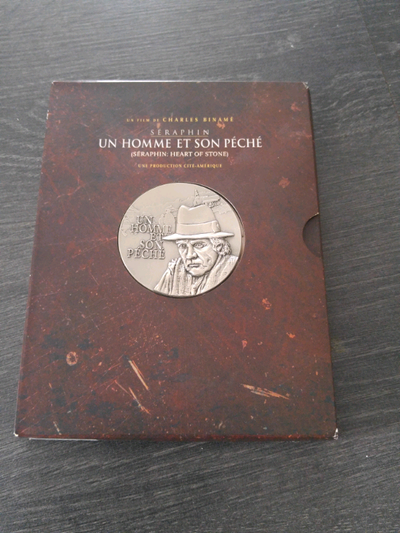 UN FILM DE CHARLES BINAMÉ
SÉRAPHIN
UN HOMME ET SON PÉCHÉ
(SÉRAPHIN: HEART OF STONE)
UNE PRODUCTION CITÉ-AMÉRIQUE
UN
HOMME
ET
SON
PÉCHÉ